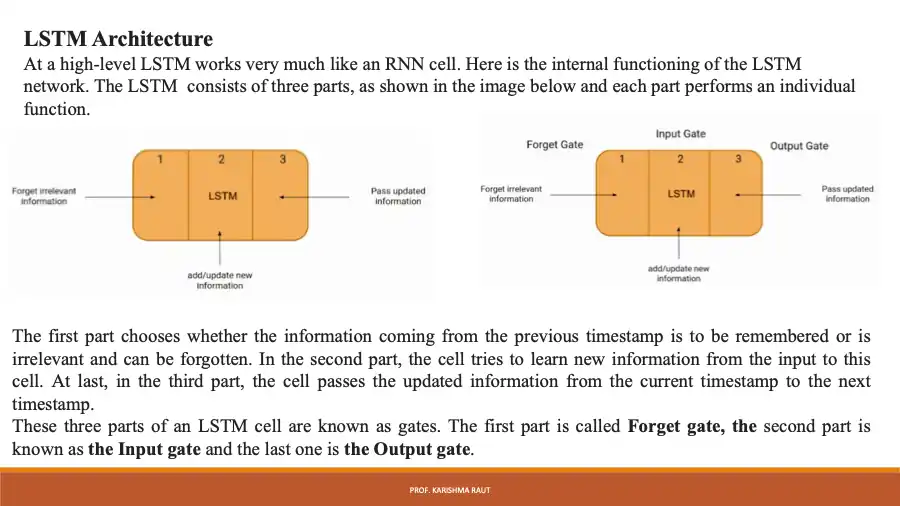 LSTM Architecture
At a high-level LSTM works very much like an RNN cell. Here is the internal functioning of the LSTM
network. The LSTM consists of three parts, as shown in the image below and each part performs an individual
function.
1
2
3
Forget irrelevant
information
LSTM
Pass updated
information
add/update new
information
Forget Gate
Input Gate
Output Gate
1
2
3
Forget irrelevant
information
LSTM
Pass updated
information
add/update new
information
The first part chooses whether the information coming from the previous timestamp is to be remembered or is
irrelevant and can be forgotten. In the second part, the cell tries to learn new information from the input to this
cell. At last, in the third part, the cell passes the updated information from the current timestamp to the next
timestamp.
These three parts of an LSTM cell are known as gates. The first part is called Forget gate, the second part is
known as the Input gate and the last one is the Output gate.
PROF. KARISHMA RAUT